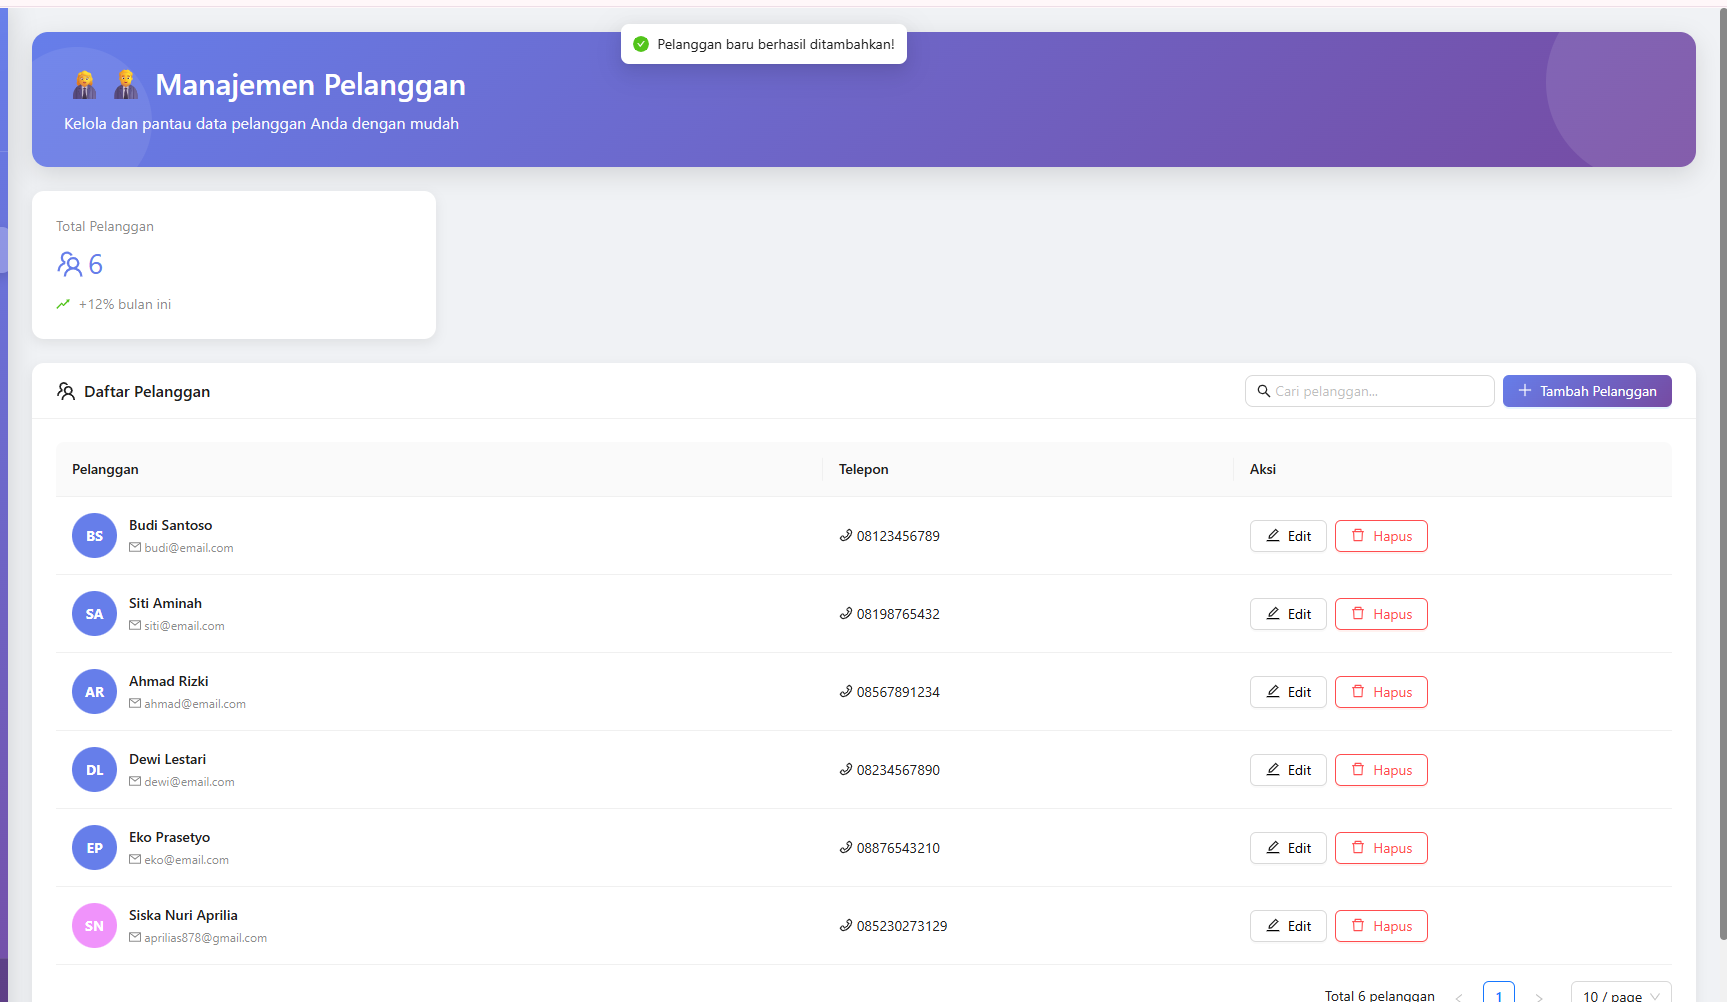 Pelanggan baru berhasil ditambahkan!
Manajemen Pelanggan
Kelola dan pantau data pelanggan Anda dengan mudah
Total Pelanggan
6
+12% bulan ini
Daftar Pelanggan
Cari pelanggan...
Tambah Pelanggan
Pelanggan Telepon Aksi
BS Budi Santoso
budi@email.com
08123456789
Edit Hapus
SA Siti Aminah
siti@email.com
08198765432
Edit Hapus
AR Ahmad Rizki
ahmad@email.com
08567891234
Edit Hapus
DL Dewi Lestari
dewi@email.com
08234567890
Edit Hapus
EP Eko Prasetyo
eko@email.com
08876543210
Edit Hapus
SN Siska Nuri Aprilia
aprilias878@gmail.com
085230273129
Edit Hapus
Total 6 pelanggan < 1 > 10 / page